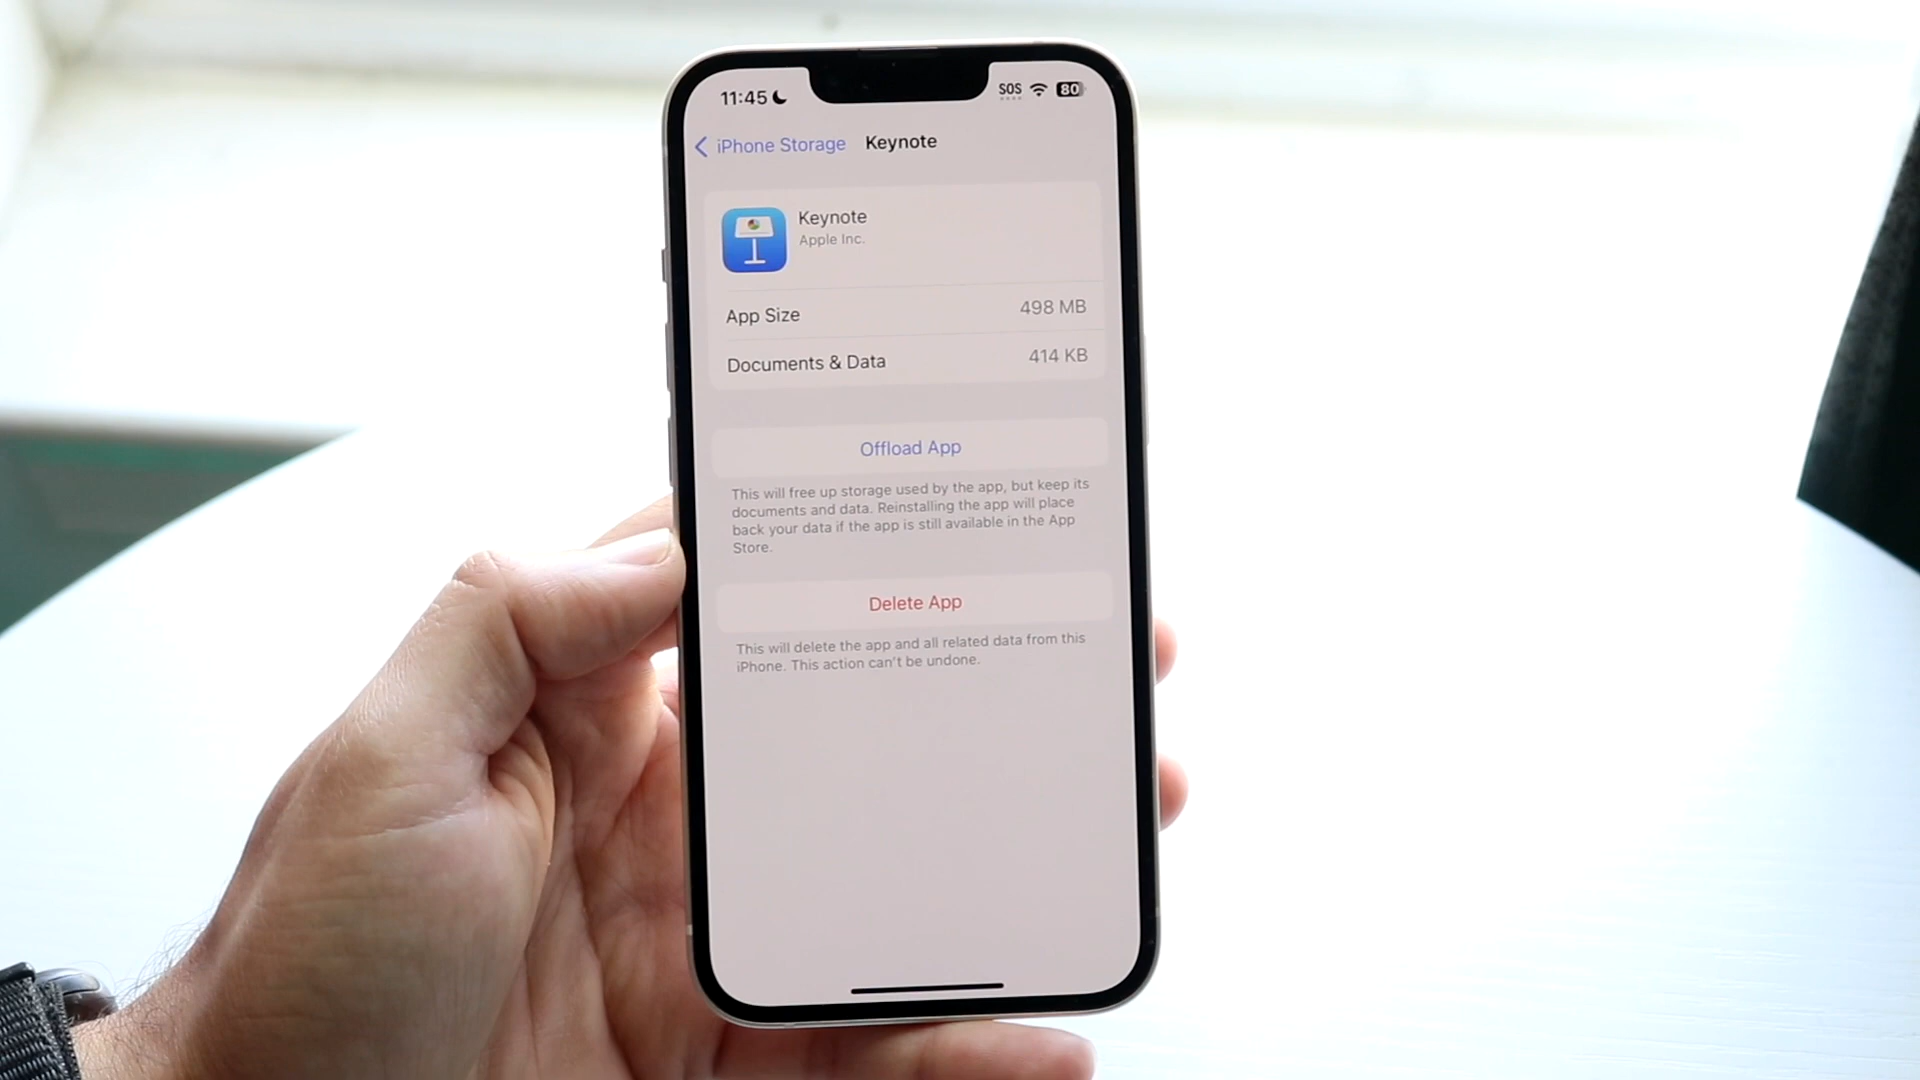 11:45
SOS
80
iPhone Storage
Keynote
Keynote
Apple Inc.
App Size
498 MB
Documents & Data
414 KB
Offload App
This will free up storage used by the app, but keep its
documents and data. Reinstalling the app will place
back your data if the app is still available in the App
Store.
Delete App
This will delete the app and all related data from this
iPhone. This action can't be undone.